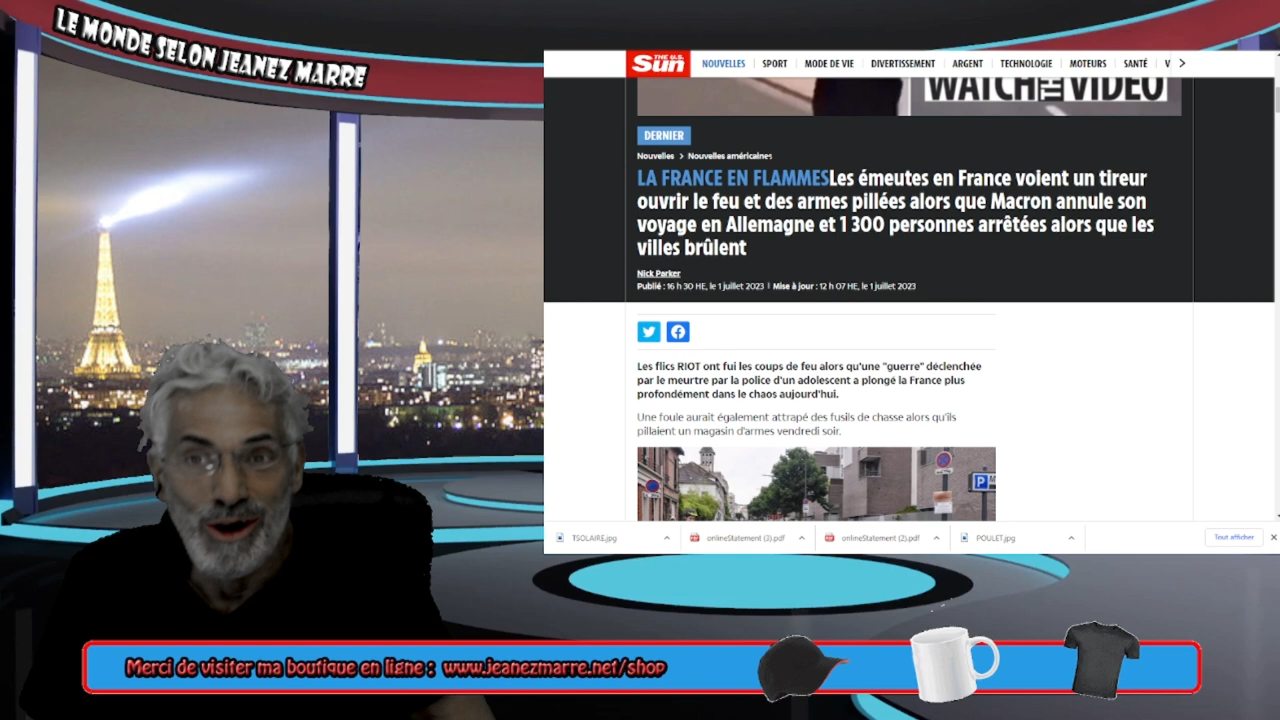 LE MONDE SELON JEANEZ MARRE
THE U.S. Sun
NOUVELLES SPORT MODE DE VIE DIVERTISSEMENT ARGENT TECHNOLOGIE MOTEURS SANTÉ V
WATCH THE VIDEO
DERNIER
Nouvelles > Nouvelles américaines
LA FRANCE EN FLAMMESLes émeutes en France voient un tireur
ouvrir le feu et des armes pillées alors que Macron annule son
voyage en Allemagne et 1 300 personnes arrêtées alors que les
villes brûlent
Nick Parker
Publié : 16 h 30 HE, le 1 juillet 2023 | Mise à jour : 12 h 07 HE, le 1 juillet 2023
Les flics RIOT ont fui les coups de feu alors qu'une "guerre" déclenchée
par le meurtre par la police d'un adolescent a plongé la France plus
profondément dans le chaos aujourd'hui.
Une foule aurait également attrapé des fusils de chasse alors qu'ils
pillaient un magasin d'armes vendredi soir.
P
TSOLAIRE.jpg onlineStatement (3).pdf onlineStatement (2).pdf POULET.jpg Tout afficher
Merci de visiter ma boutique en ligne : www.jeanezmarre.net/shop